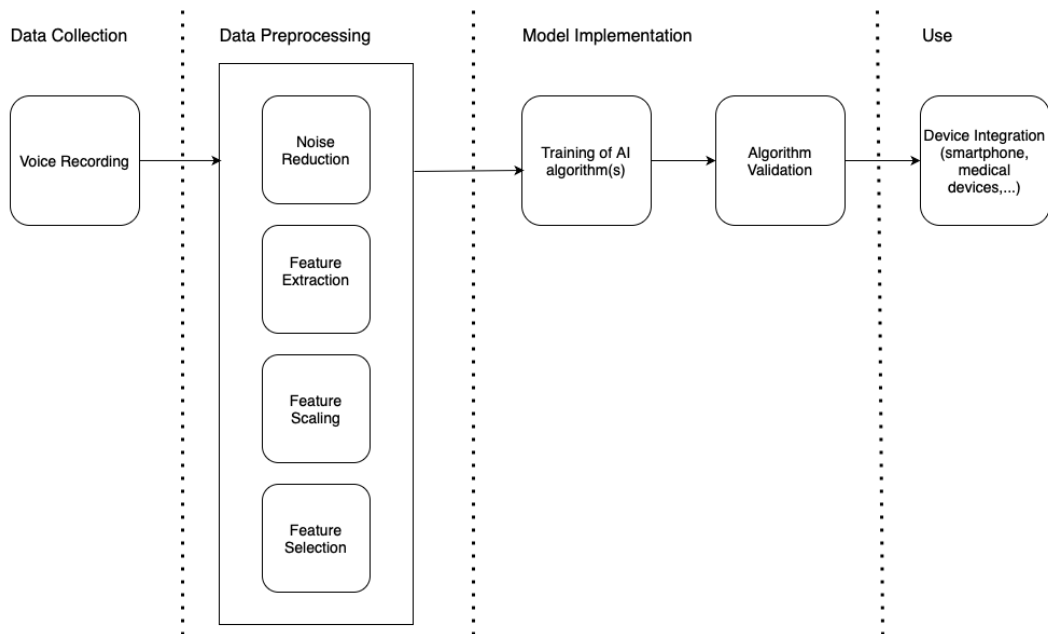 Data Collection
Data Preprocessing
Model Implementation
Use
Voice Recording
Noise
Reduction
Feature
Extraction
Feature
Scaling
Feature
Selection
Training of AI
algorithm(s)
Algorithm
Validation
Device Integration
(smartphone,
medical
devices,...)